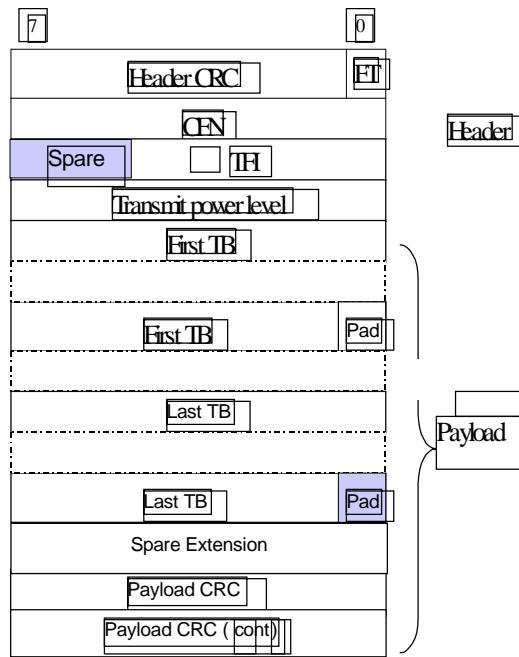 7 0
Header CRC FT
CFN
Header
Spare TFI
Transmit power level
First TB
First TB Pad
Last TB
Payload
Last TB Pad
Spare Extension
Payload CRC
Payload CRC ( cont)